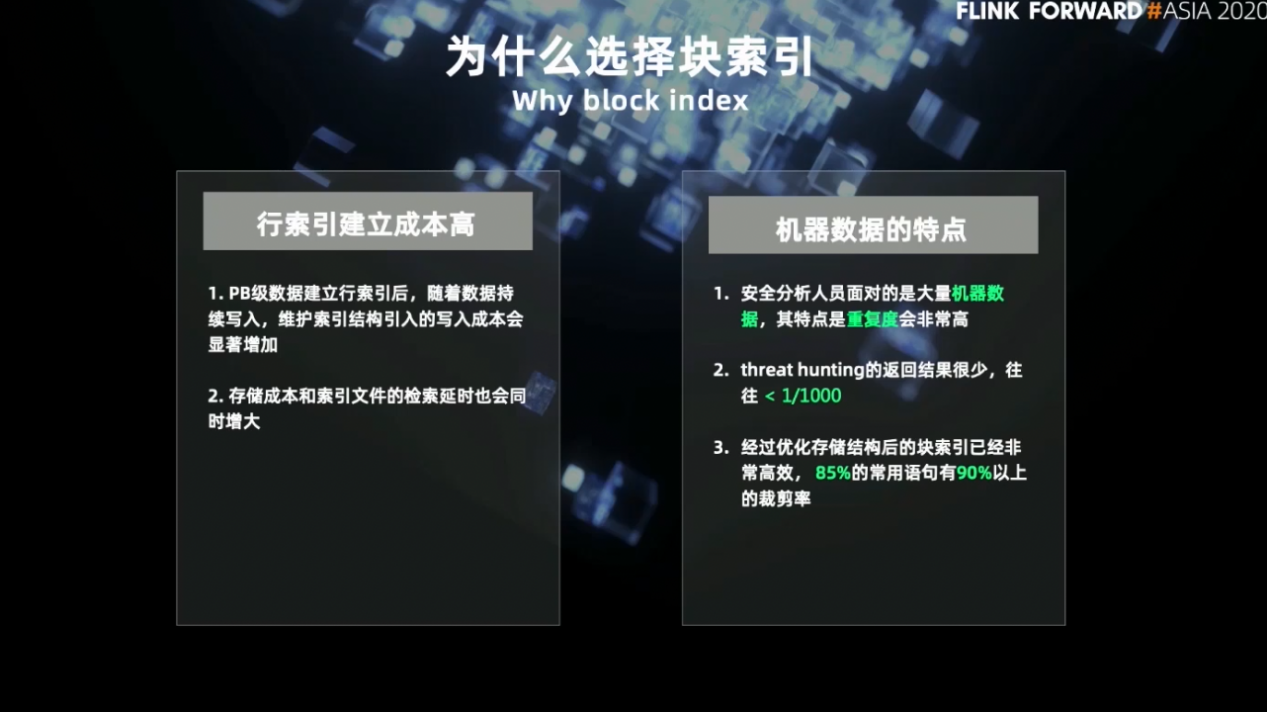 FLINK FORWARD#ASIA 2020
为什么选择块索引
Why block index
行索引建立成本高
1. PB级数据建立行索引后，随着数据持
续写入，维护索引结构引入的写入成本会
显著增加
2. 存储成本和索引文件的检索延时也会同
时增大
机器数据的特点
1. 安全分析人员面对的是大量机器数
据，其特点是重复度会非常高
2. threat hunting的返回结果很少，往
往 < 1/1000
3. 经过优化存储结构后的块索引已经非
常高效， 85%的常用语句有90%以上
的裁剪率